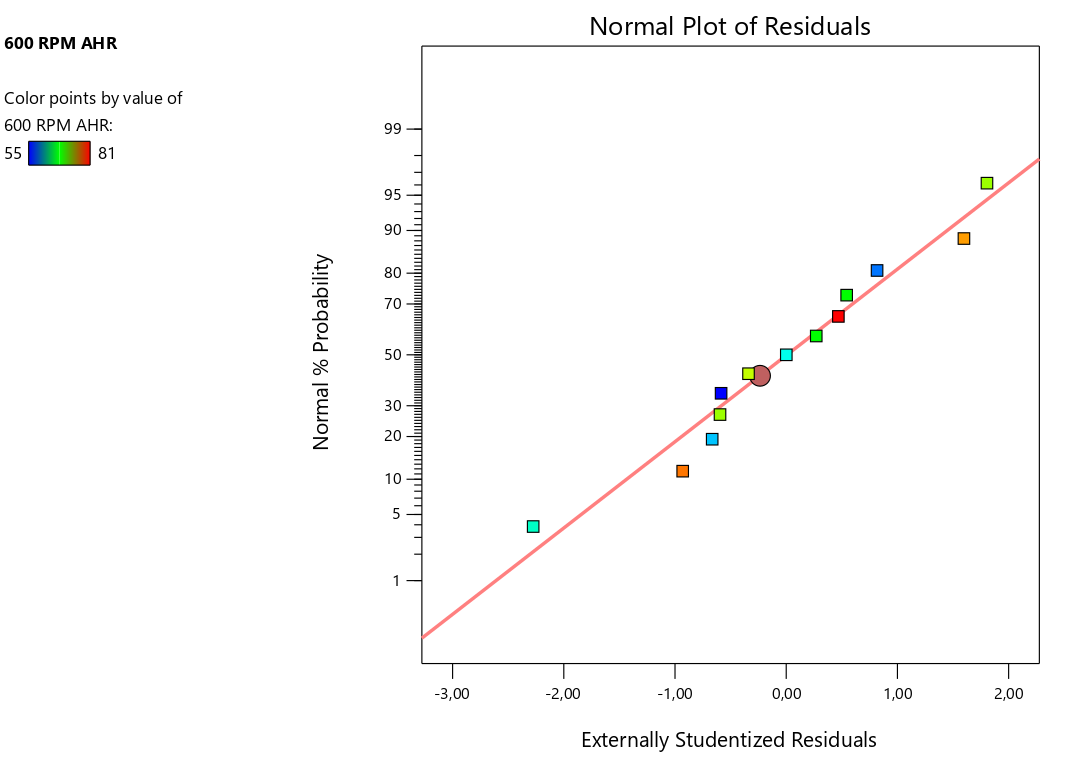 Normal Plot of Residuals
600 RPM AHR
Color points by value of
600 RPM AHR:
55 81
Normal % Probability
99
95
90
80
70
50
30
20
10
5
1
-3,00 -2,00 -1,00 0,00 1,00 2,00
Externally Studentized Residuals